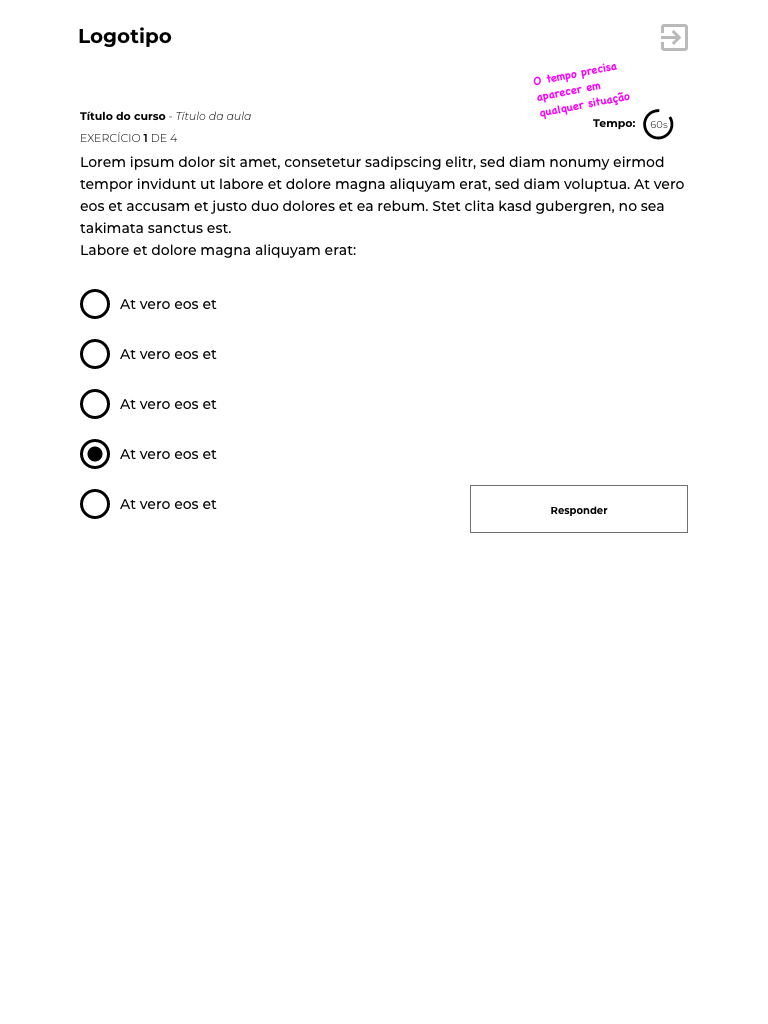 Logotipo
O tempo precisa
aparecer em
qualquer situação
Título do curso - Título da aula
Tempo: 60s
EXERCÍCIO 1 DE 4
Lorem ipsum dolor sit amet, consetetur sadipscing elitr, sed diam nonumy eirmod
tempor invidunt ut labore et dolore magna aliquyam erat, sed diam voluptua. At vero
eos et accusam et justo duo dolores et ea rebum. Stet clita kasd gubergren, no sea
takimata sanctus est.
Labore et dolore magna aliquyam erat:
At vero eos et
At vero eos et
At vero eos et
At vero eos et
At vero eos et
Responder